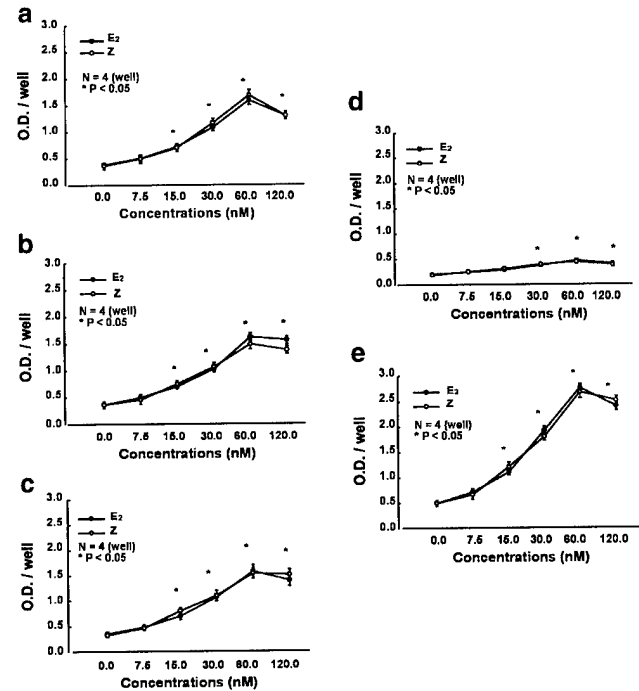 a
O.D. / well
3.0
2.5
2.0
1.5
1.0
0.5
0.0
E2
Z
N = 4 (well)
* P < 0.05
* * * *
0.0 7.5 15.0 30.0 60.0 120.0
Concentrations (nM)
b
O.D. / well
3.0
2.5
2.0
1.5
1.0
0.5
0.0
E2
Z
N = 4 (well)
* P < 0.05
* * * *
0.0 7.5 15.0 30.0 60.0 120.0
Concentrations (nM)
c
O.D. / well
3.0
2.5
2.0
1.5
1.0
0.5
0.0
E2
Z
N = 4 (well)
* P < 0.05
* * * *
0.0 7.5 15.0 30.0 60.0 120.0
Concentrations (nM)
d
O.D. / well
3.0
2.5
2.0
1.5
1.0
0.5
0.0
E2
Z
N = 4 (well)
* P < 0.05
* * *
0.0 7.5 15.0 30.0 60.0 120.0
Concentrations (nM)
e
O.D. / well
3.0
2.5
2.0
1.5
1.0
0.5
0.0
E2
Z
N = 4 (well)
* P < 0.05
* * * *
0.0 7.5 15.0 30.0 60.0 120.0
Concentrations (nM)